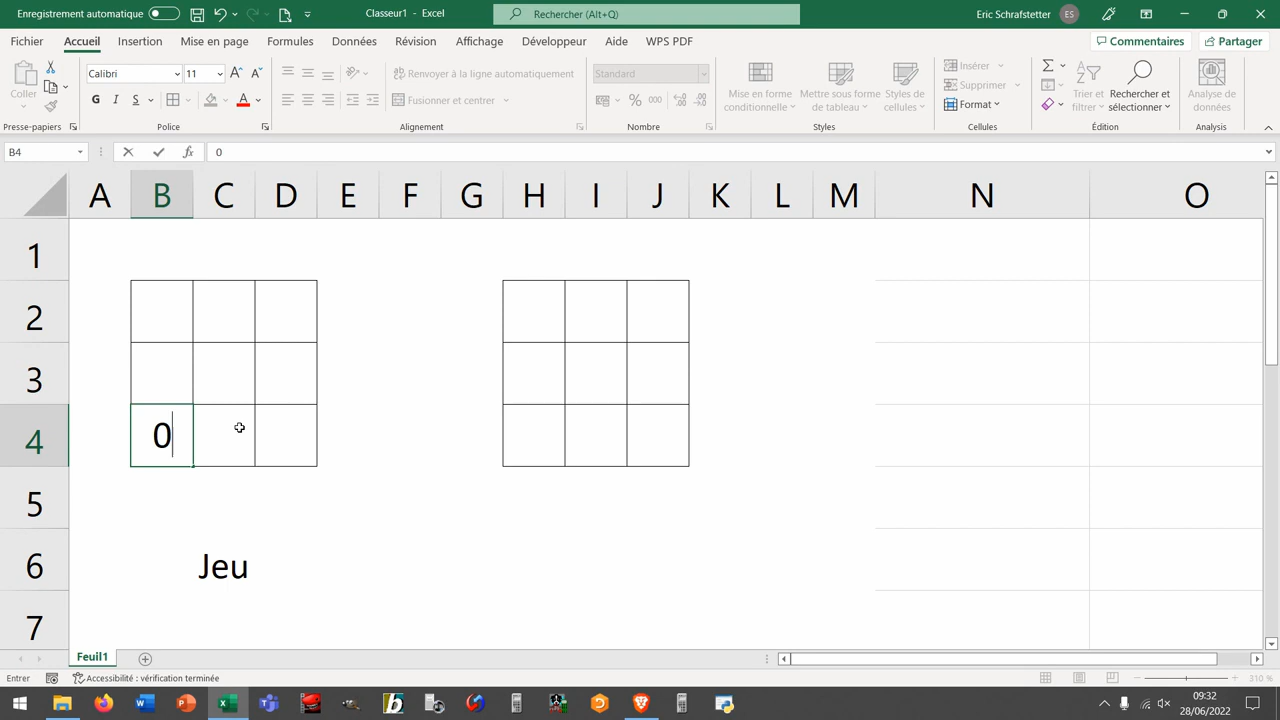 Enregistrement automatique
Classeur1 - Excel
Rechercher (Alt+Q)
Eric Schrafstetter
ES
Fichier
Accueil
Insertion
Mise en page
Formules
Données
Révision
Affichage
Développeur
Aide
WPS PDF
Commentaires
Partager
Coller
Calibri
11
G I S
Renvoyer à la ligne automatiquement
Fusionner et centrer
Standard
% 000
Mise en forme
conditionnelle
Mettre sous forme
de tableau
Styles de
cellules
Insérer
Supprimer
Format
Trier et
filtrer
Rechercher et
sélectionner
Analyse de
données
Presse-papiers
Police
Alignement
Nombre
Styles
Cellules
Édition
Analysis
B4
fx
0
A B C D E F G H I J K L M N O
1
2
3
4
0
5
6
Jeu
7
Feuil1
Entrer
Accessibilité : vérification terminée
310 %
09:32
28/06/2022